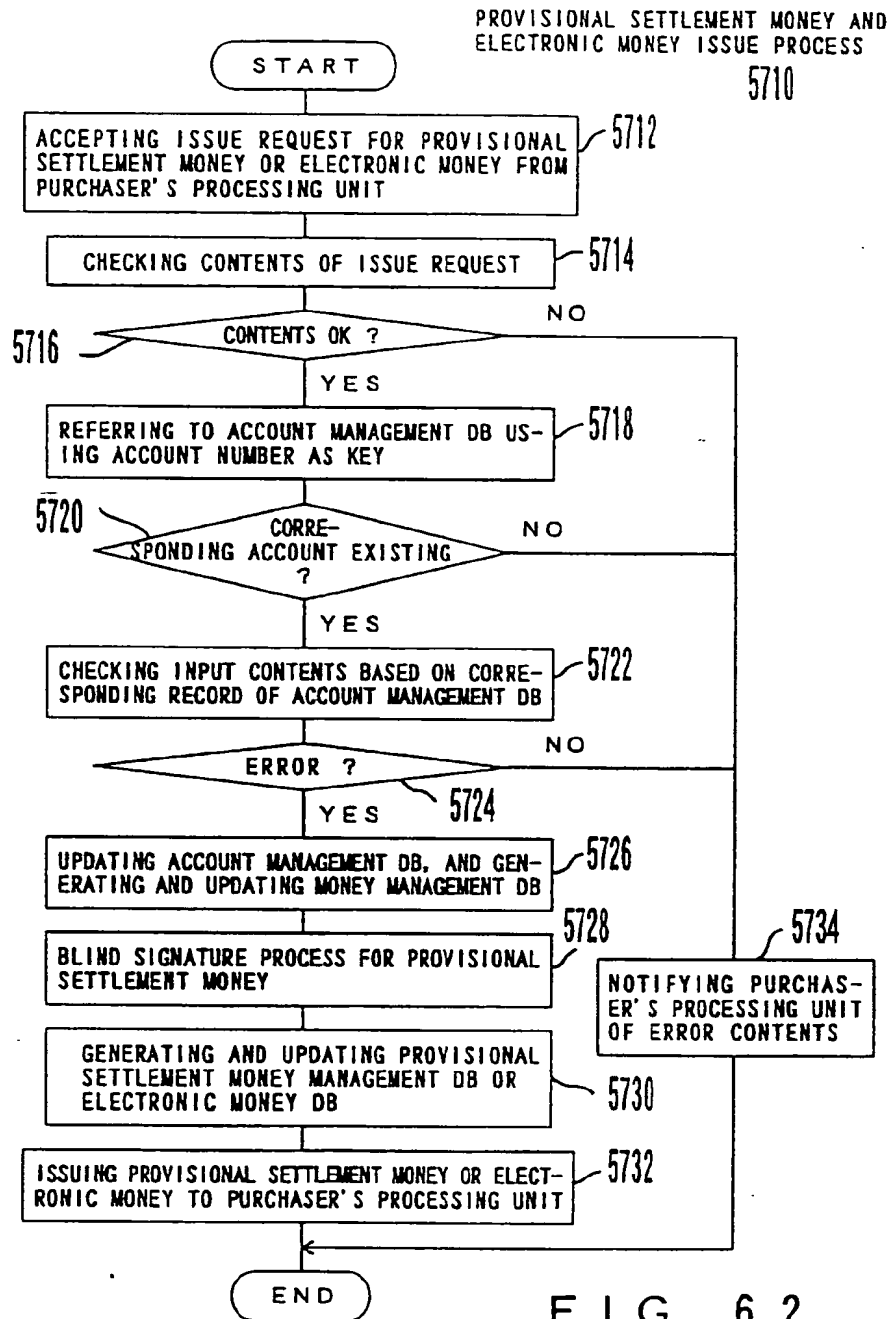 PROVISIONAL SETTLEMENT MONEY AND
ELECTRONIC MONEY ISSUE PROCESS
5710
START
ACCEPTING ISSUE REQUEST FOR PROVISIONAL
SETTLEMENT MONEY OR ELECTRONIC MONEY FROM
PURCHASER'S PROCESSING UNIT
5712
CHECKING CONTENTS OF ISSUE REQUEST
5714
CONTENTS OK ?
NO
5716
YES
REFERRING TO ACCOUNT MANAGEMENT DB US-
ING ACCOUNT NUMBER AS KEY
5718
5720
CORRE-
SPONDING ACCOUNT EXISTING
?
NO
YES
CHECKING INPUT CONTENTS BASED ON CORRE-
SPONDING RECORD OF ACCOUNT MANAGEMENT DB
5722
ERROR ?
NO
5724
YES
UPDATING ACCOUNT MANAGEMENT DB, AND GEN-
ERATING AND UPDATING MONEY MANAGEMENT DB
5726
BLIND SIGNATURE PROCESS FOR PROVISIONAL
SETTLEMENT MONEY
5728
5734
NOTIFYING PURCHAS-
ER'S PROCESSING UNIT
OF ERROR CONTENTS
GENERATING AND UPDATING PROVISIONAL
SETTLEMENT MONEY MANAGEMENT DB OR
ELECTRONIC MONEY DB
5730
ISSUING PROVISIONAL SETTLEMENT MONEY OR ELECT-
RONIC MONEY TO PURCHASER'S PROCESSING UNIT
5732
END
FIG. 62